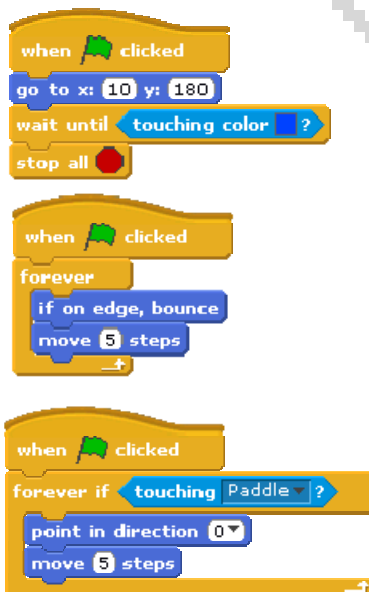 when clicked
go to x: 10 y: 180
wait until touching color ?
stop all
when clicked
forever
if on edge, bounce
move 5 steps
when clicked
forever if touching Paddle ?
point in direction 0
move 5 steps